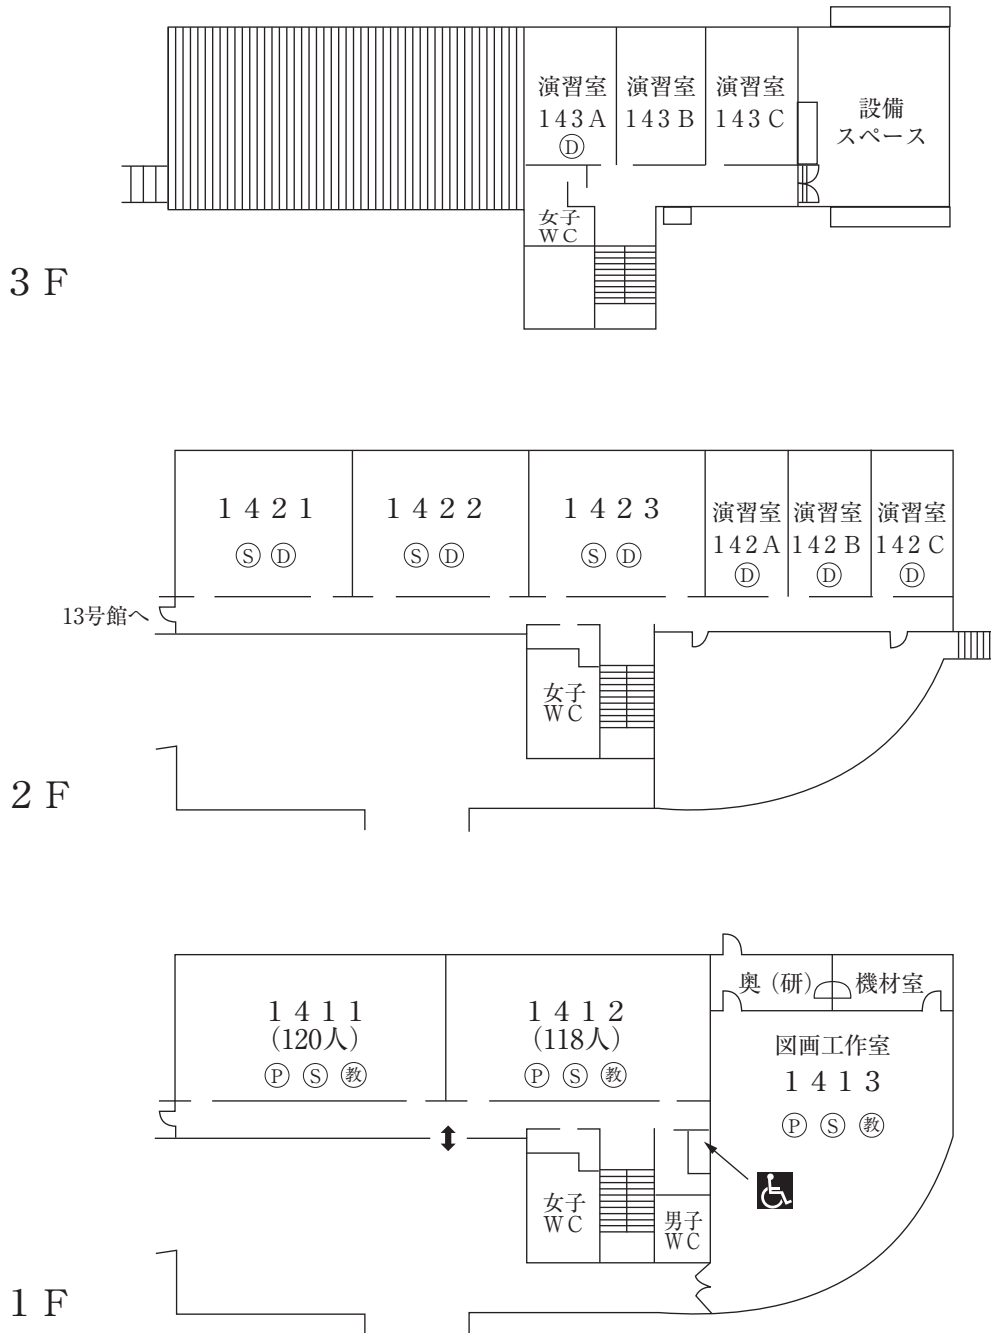 演習室 演習室 演習室
143A 143B 143C
Ⓓ
設備
スペース
女子
WC
3F
1421 1422 1423
Ⓢ Ⓓ Ⓢ Ⓓ Ⓢ Ⓓ
演習室 演習室 演習室
142A 142B 142C
Ⓓ Ⓓ Ⓓ
13号館へ
女子
WC
2F
奥（研） 機材室
1411 1412
（120人） （118人）
Ⓟ Ⓢ 教 Ⓟ Ⓢ 教
図画工作室
1413
Ⓟ Ⓢ 教
女子
WC
男子
WC
1F